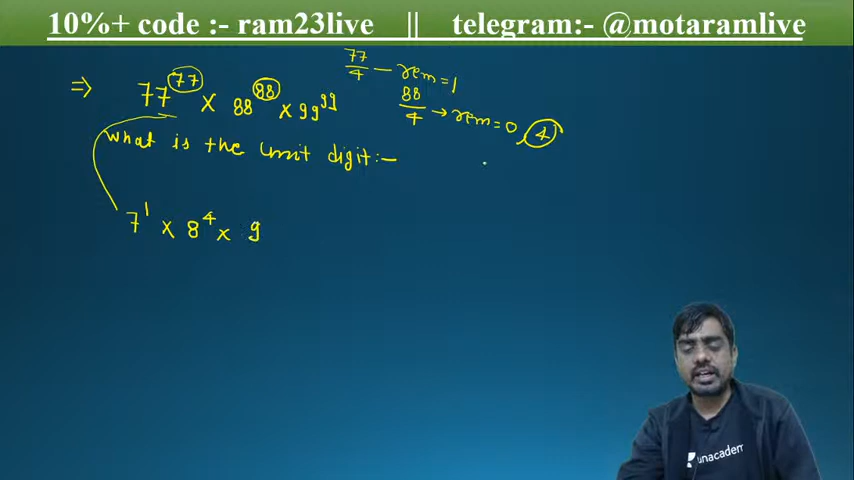 10%+ code :- ram23live || telegram:- @motaramlive
⇒ 77^77 × 88^88 × 99^99
77/4 — rem = 1
88/4 → rem = 0, 4
What is the Unit digit:-
7^1 × 8^4 × 9
unacadem